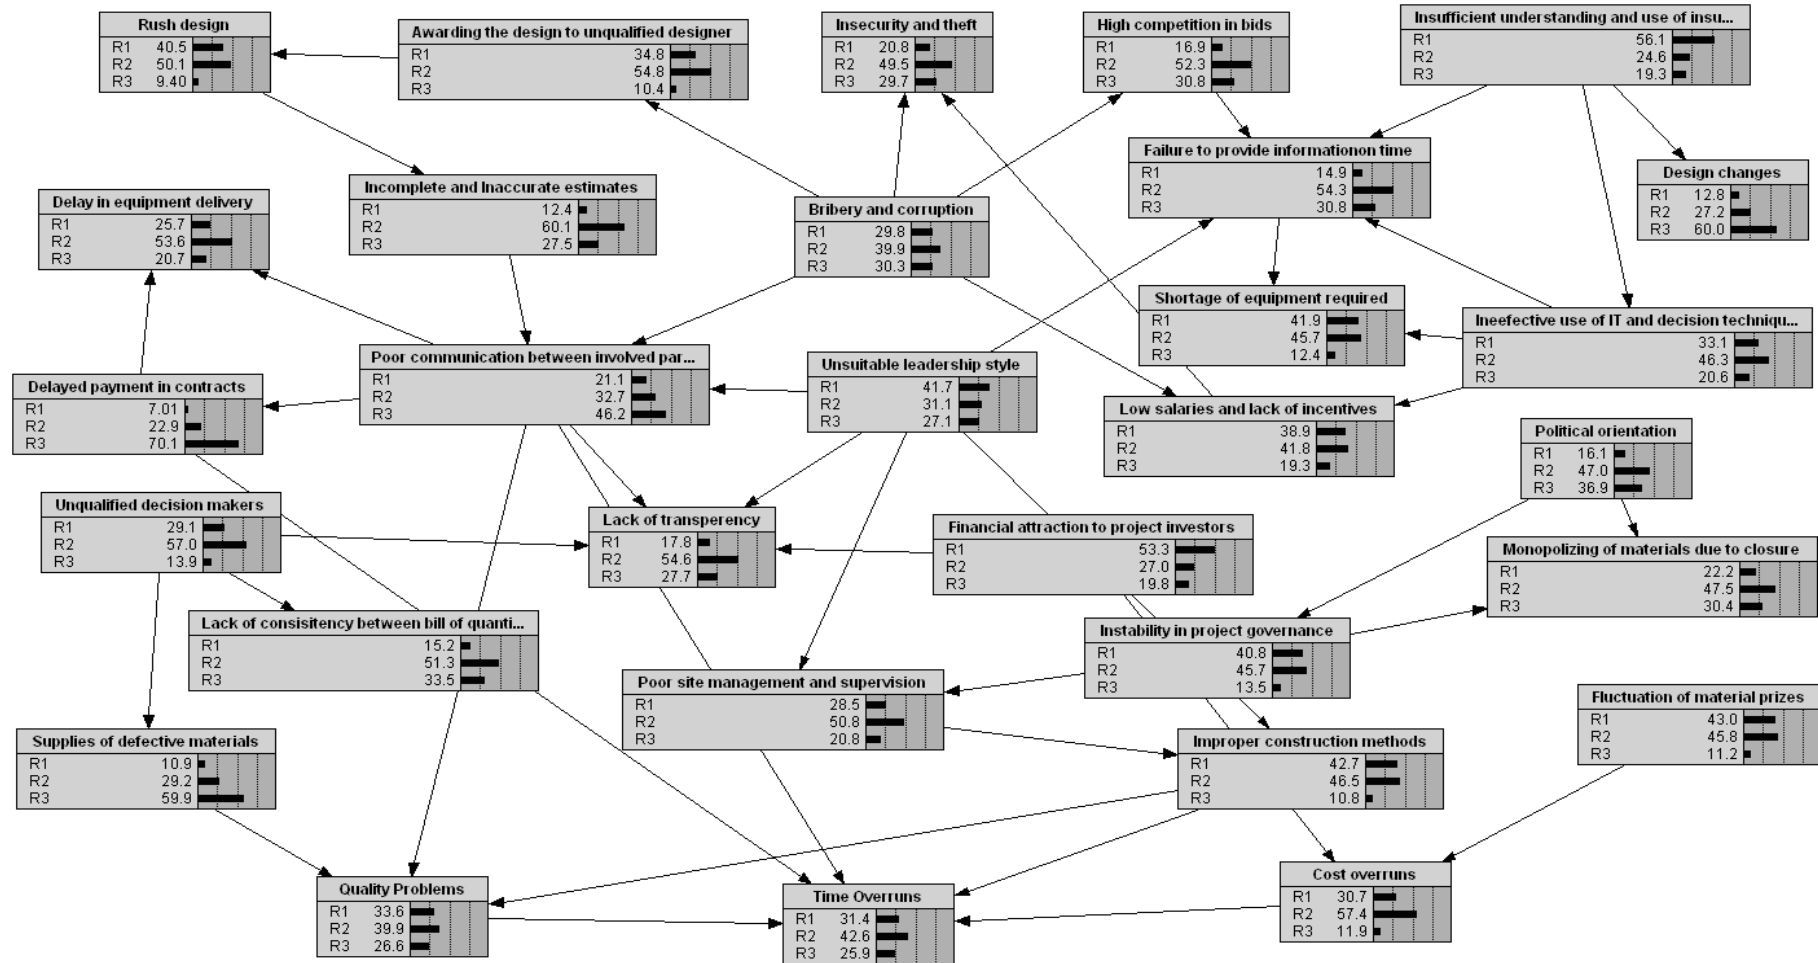 Rush design
R1 40.5
R2 50.1
R3 9.40
Awarding the design to unqualified designer
R1 34.8
R2 54.8
R3 10.4
Insecurity and theft
R1 20.8
R2 49.5
R3 29.7
High competition in bids
R1 16.9
R2 52.3
R3 30.8
Insufficient understanding and use of insu...
R1 56.1
R2 24.6
R3 19.3
Failure to provide informationon time
R1 14.9
R2 54.3
R3 30.8
Design changes
R1 12.8
R2 27.2
R3 60.0
Delay in equipment delivery
R1 25.7
R2 53.6
R3 20.7
Incomplete and Inaccurate estimates
R1 12.4
R2 60.1
R3 27.5
Bribery and corruption
R1 29.8
R2 39.9
R3 30.3
Shortage of equipment required
R1 41.9
R2 45.7
R3 12.4
Ineefective use of IT and decision techniqu...
R1 33.1
R2 46.3
R3 20.6
Poor communication between involved par...
R1 21.1
R2 32.7
R3 46.2
Unsuitable leadership style
R1 41.7
R2 31.1
R3 27.1
Delayed payment in contracts
R1 7.01
R2 22.9
R3 70.1
Low salaries and lack of incentives
R1 38.9
R2 41.8
R3 19.3
Political orientation
R1 16.1
R2 47.0
R3 36.9
Unqualified decision makers
R1 29.1
R2 57.0
R3 13.9
Lack of transperency
R1 17.8
R2 54.6
R3 27.7
Financial attraction to project investors
R1 53.3
R2 27.0
R3 19.8
Monopolizing of materials due to closure
R1 22.2
R2 47.5
R3 30.4
Lack of consisitency between bill of quanti...
R1 15.2
R2 51.3
R3 33.5
Instability in project governance
R1 40.8
R2 45.7
R3 13.5
Poor site management and supervision
R1 28.5
R2 50.8
R3 20.8
Fluctuation of material prizes
R1 43.0
R2 45.8
R3 11.2
Supplies of defective materials
R1 10.9
R2 29.2
R3 59.9
Improper construction methods
R1 42.7
R2 46.5
R3 10.8
Quality Problems
R1 33.6
R2 39.9
R3 26.6
Time Overruns
R1 31.4
R2 42.6
R3 25.9
Cost overruns
R1 30.7
R2 57.4
R3 11.9